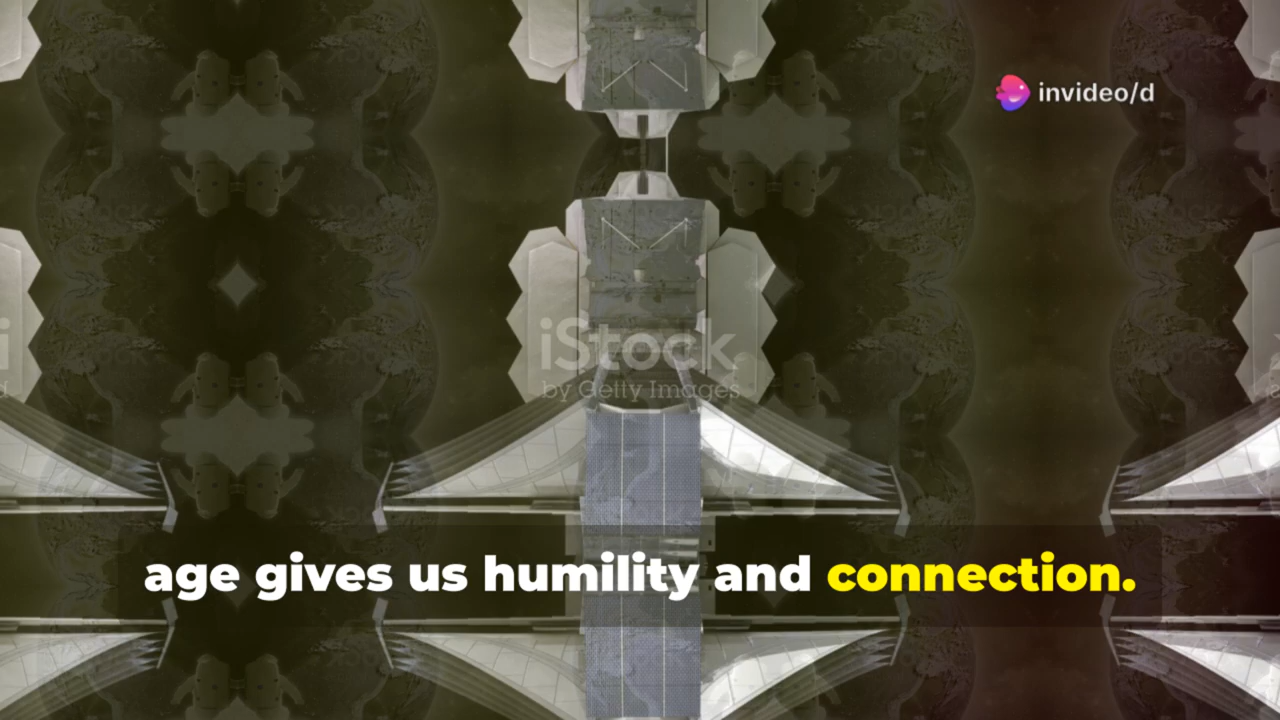 invideo/d
iStock
by Getty Images
age gives us humility and connection.